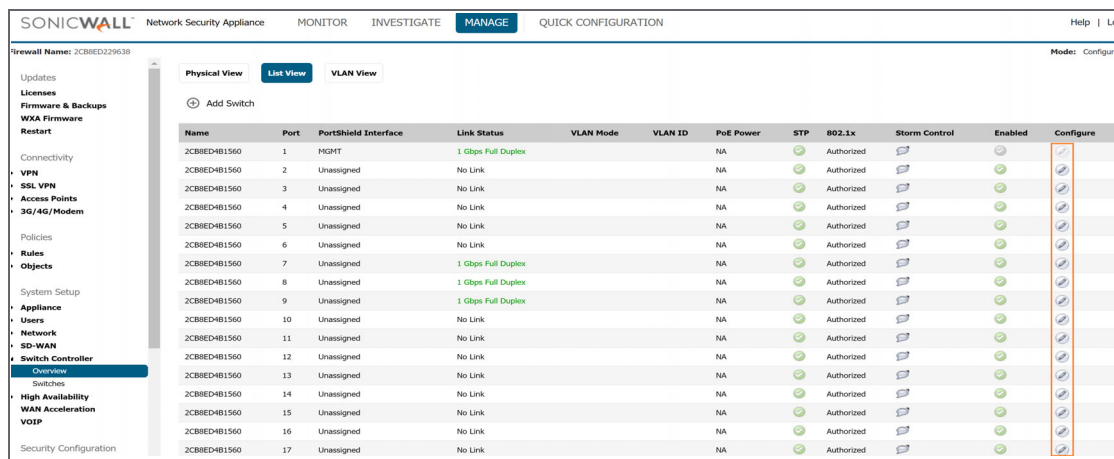 SONICWALL Network Security Appliance MONITOR INVESTIGATE MANAGE QUICK CONFIGURATION Help |
Firewall Name: 2CB8ED229638 Mode:
Updates
Licenses
Firmware & Backups
WXA Firmware
Restart
Connectivity
VPN
SSL VPN
Access Points
3G/4G/Modem
Policies
Rules
Objects
System Setup
Appliance
Users
Network
SD-WAN
Switch Controller
Overview
Switches
High Availability
WAN Acceleration
VOIP
Security Configuration
Physical View List View VLAN View
Add Switch
Name Port PortShield Interface Link Status VLAN Mode VLAN ID PoE Power STP 802.1x Storm Control Enabled Configure
2CB8ED4B1560 1 MGMT 1 Gbps Full Duplex NA Authorized
2CB8ED4B1560 2 Unassigned No Link NA Authorized
2CB8ED4B1560 3 Unassigned No Link NA Authorized
2CB8ED4B1560 4 Unassigned No Link NA Authorized
2CB8ED4B1560 5 Unassigned No Link NA Authorized
2CB8ED4B1560 6 Unassigned No Link NA Authorized
2CB8ED4B1560 7 Unassigned 1 Gbps Full Duplex NA Authorized
2CB8ED4B1560 8 Unassigned 1 Gbps Full Duplex NA Authorized
2CB8ED4B1560 9 Unassigned 1 Gbps Full Duplex NA Authorized
2CB8ED4B1560 10 Unassigned No Link NA Authorized
2CB8ED4B1560 11 Unassigned No Link NA Authorized
2CB8ED4B1560 12 Unassigned No Link NA Authorized
2CB8ED4B1560 13 Unassigned No Link NA Authorized
2CB8ED4B1560 14 Unassigned No Link NA Authorized
2CB8ED4B1560 15 Unassigned No Link NA Authorized
2CB8ED4B1560 16 Unassigned No Link NA Authorized
2CB8ED4B1560 17 Unassigned No Link NA Authorized